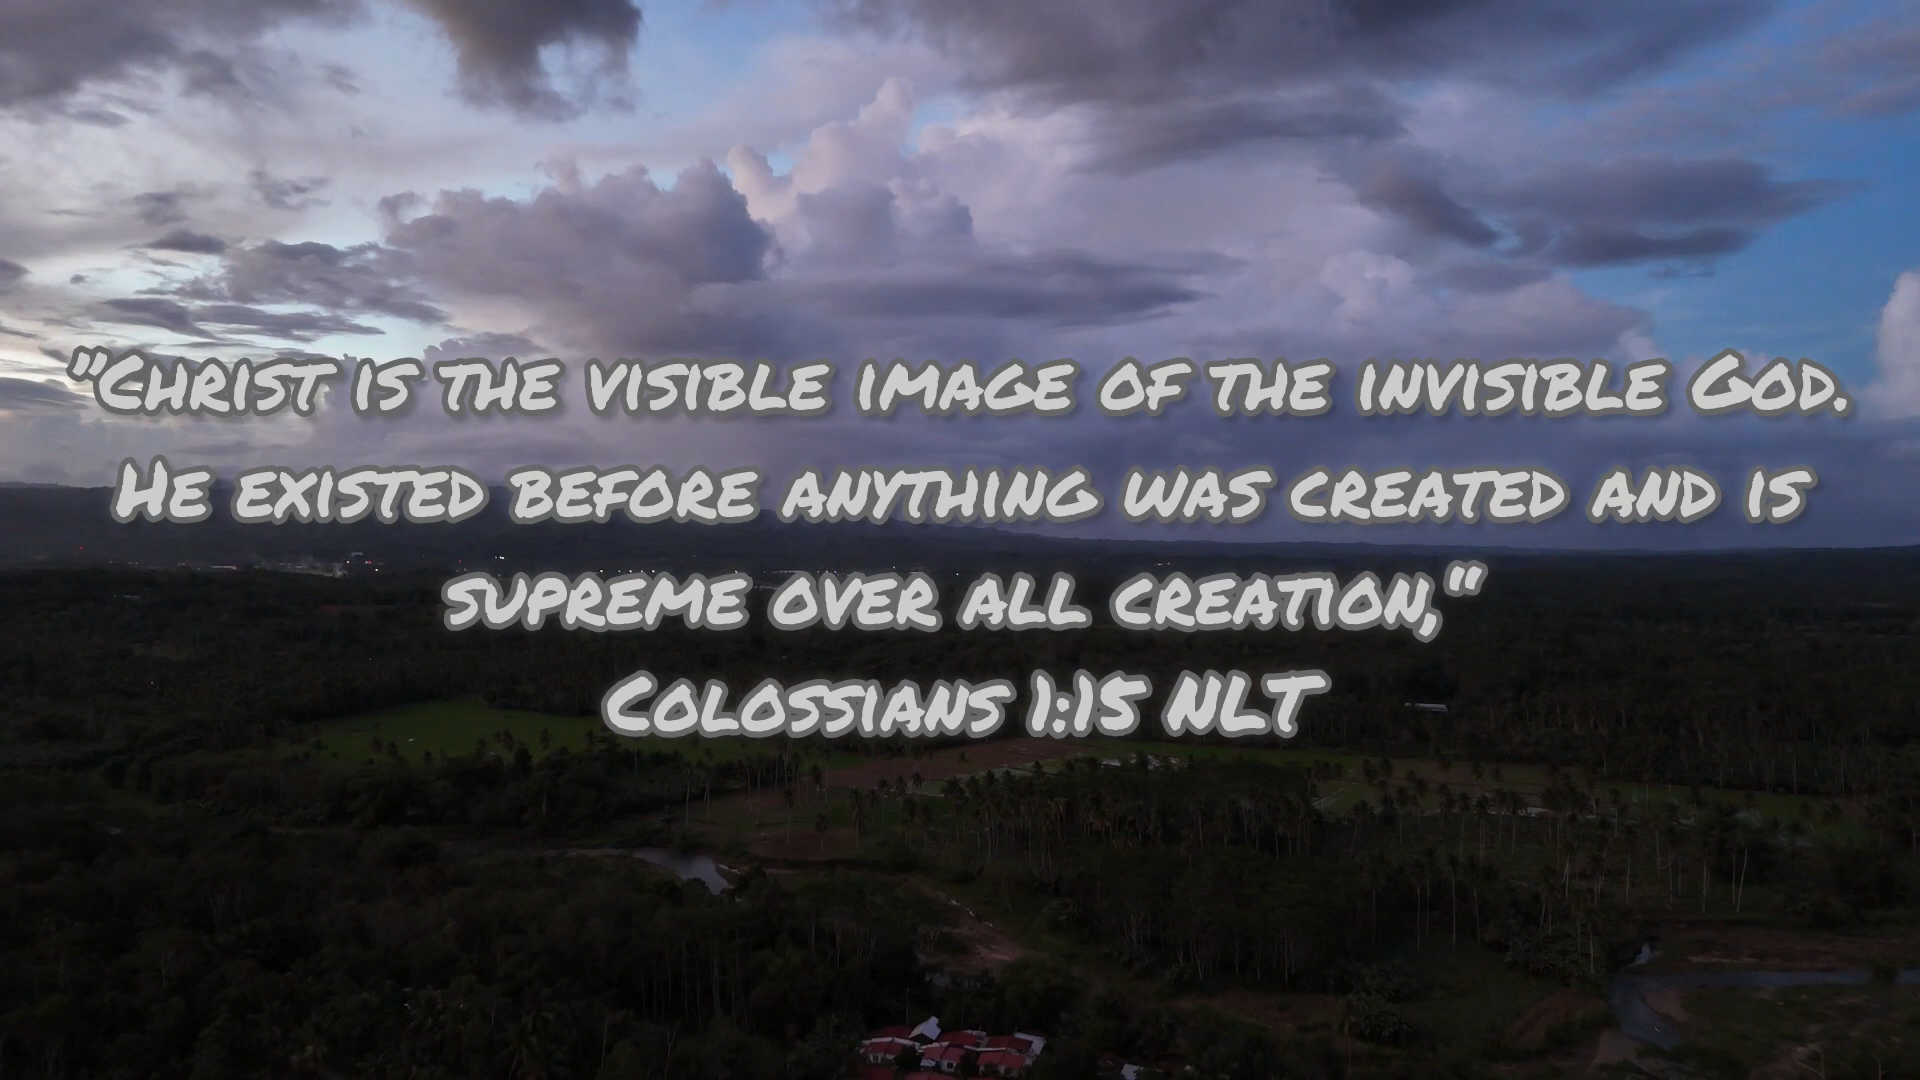 "Christ is the visible image of the invisible God.
He existed before anything was created and is
supreme over all creation,"
Colossians 1:15 NLT